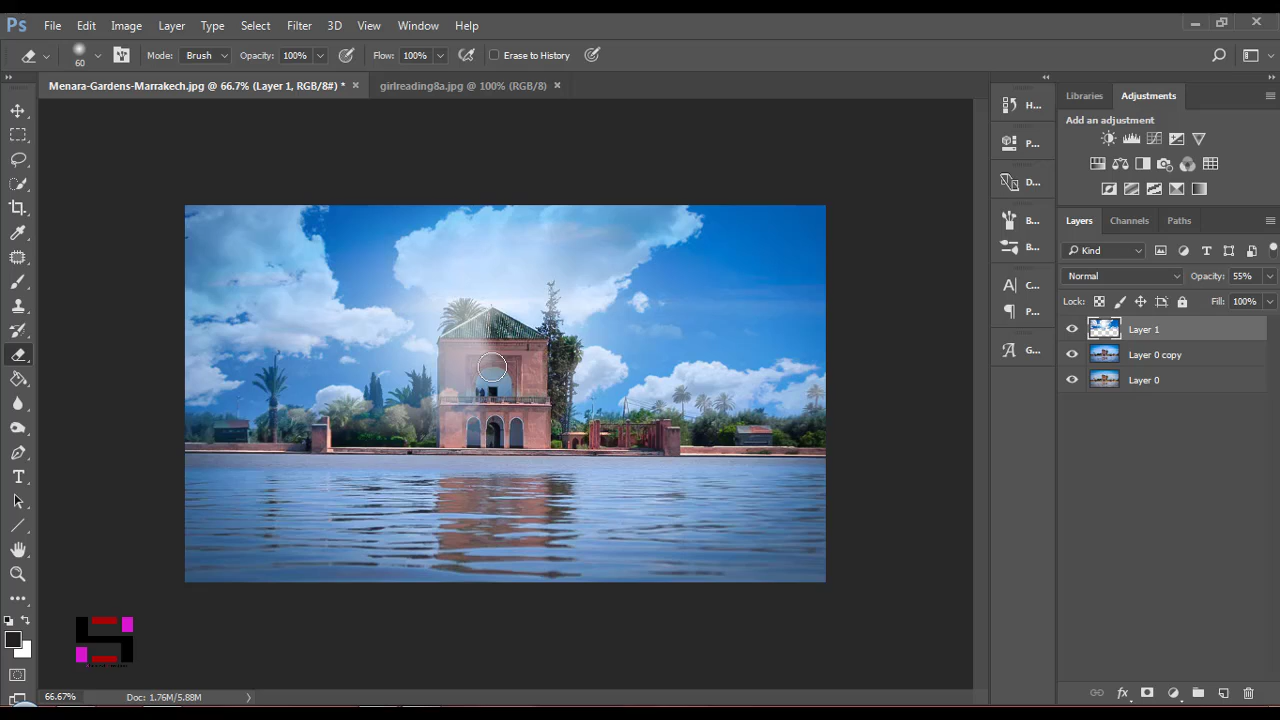 Ps File Edit Image Layer Type Select Filter 3D View Window Help
60 Mode: Brush Opacity: 100% Flow: 100% Erase to History
Menara-Gardens-Marrakech.jpg @ 66.7% (Layer 1, RGB/8#) * girlreading8a.jpg @ 100% (RGB/8)
H...
P...
D...
B...
B...
C...
P...
G...
Libraries Adjustments
Add an adjustment
Layers Channels Paths
Kind
Normal Opacity: 55%
Lock: Fill: 100%
Layer 1
Layer 0 copy
Layer 0
66.67% Doc: 1.76M/5.88M